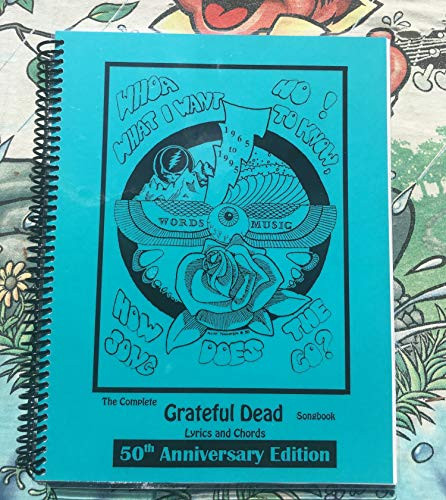 WHOA NO!
WHAT I WANT TO KNOW,
1965
to
1995
WORDS MUSIC
HOW DOES THE
SONG GO?
The Complete
Grateful Dead
Songbook
Lyrics and Chords
50th Anniversary Edition